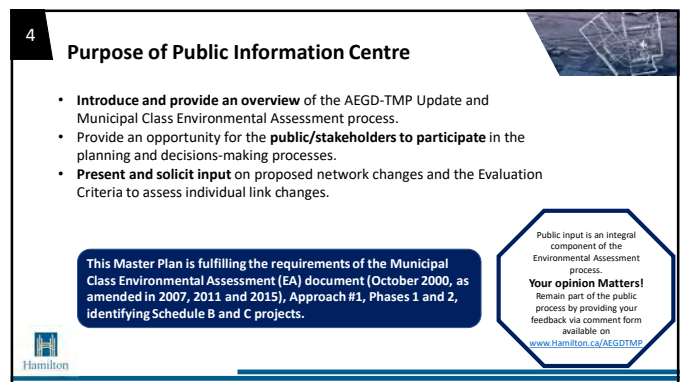 4
Purpose of Public Information Centre
• Introduce and provide an overview of the AEGD-TMP Update and
Municipal Class Environmental Assessment process.
• Provide an opportunity for the public/stakeholders to participate in the
planning and decisions-making processes.
• Present and solicit input on proposed network changes and the Evaluation
Criteria to assess individual link changes.
This Master Plan is fulfilling the requirements of the Municipal
Class Environmental Assessment (EA) document (October 2000, as
amended in 2007, 2011 and 2015), Approach #1, Phases 1 and 2,
identifying Schedule B and C projects.
Public input is an integral
component of the
Environmental Assessment
process.
Your opinion Matters!
Remain part of the public
process by providing your
feedback via comment form
available on
www.Hamilton.ca/AEGDTMP
Hamilton